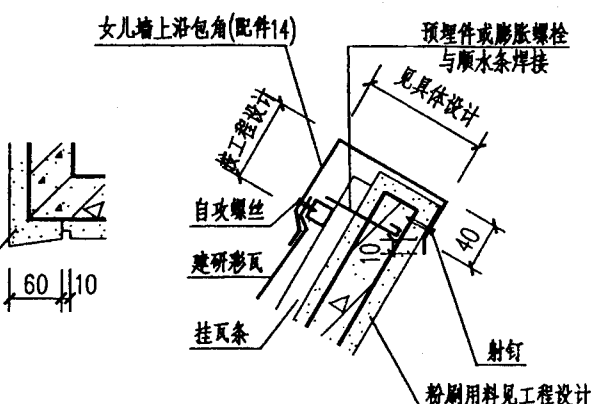 女儿墙上沿包角(配件14)
预埋件或膨胀螺栓
与顺水条焊接
见具体设计
按工程设计
自攻螺丝
建研彩瓦
挂瓦条
10
40
60
10
射钉
粉刷用料见工程设计